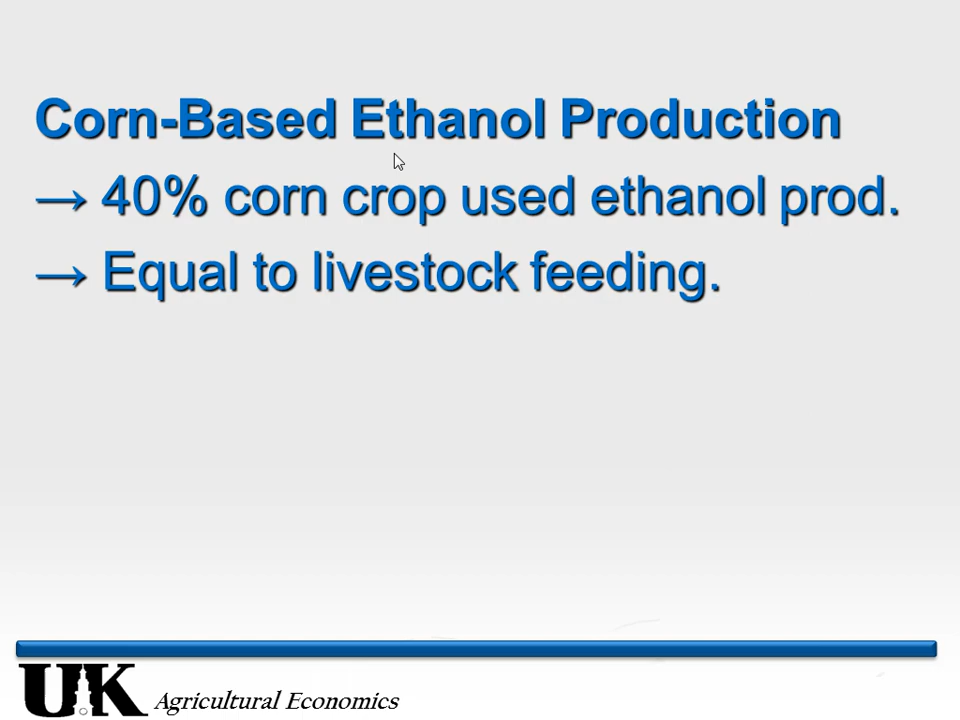 Corn-Based Ethanol Production
→ 40% corn crop used ethanol prod.
→ Equal to livestock feeding.
UK Agricultural Economics